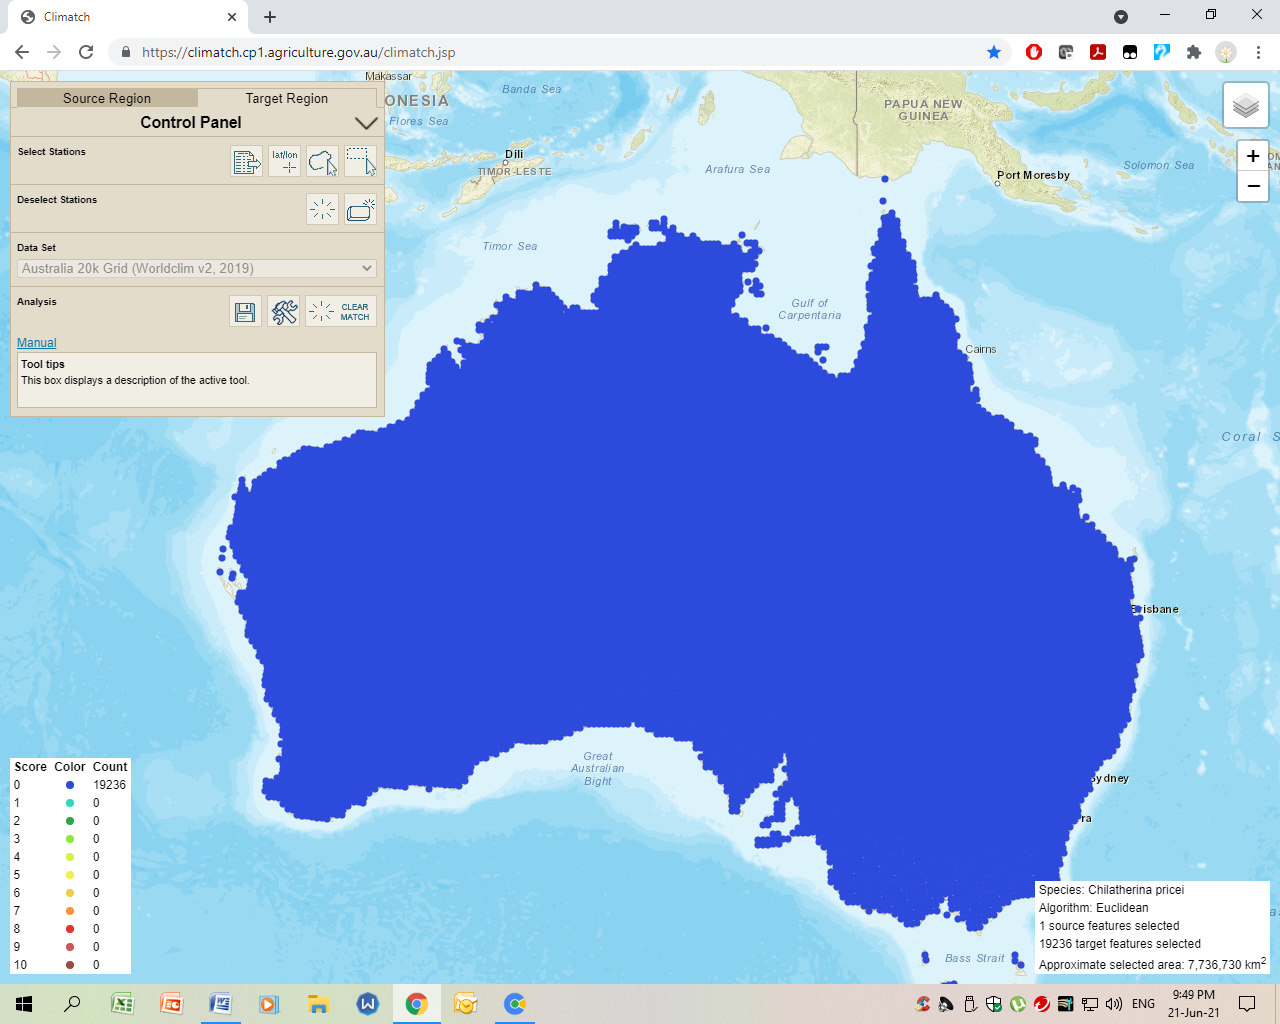 Climatch
https://climatch.cp1.agriculture.gov.au/climatch.jsp
Source Region
Target Region
Control Panel
Select Stations
lat/lon
Deselect Stations
Data Set
Australia 20k Grid (Worldclim v2, 2019)
Analysis
CLEAR
MATCH
Manual
Tool tips
This box displays a description of the active tool.
Makassar
ONESIA
Banda Sea
Flores Sea
Dili
TIMOR-LESTE
Arafura Sea
PAPUA NEW
GUINEA
Port Moresby
Solomon Sea
+
−
Timor Sea
Gulf of
Carpentaria
Cairns
Coral S
Brisbane
Great
Australian
Bight
Sydney
ra
Bass Strait
Score Color Count
0 19236
1 0
2 0
3 0
4 0
5 0
6 0
7 0
8 0
9 0
10 0
Species: Chilatherina pricei
Algorithm: Euclidean
1 source features selected
19236 target features selected
Approximate selected area: 7,736,730 km2
ENG
9:49 PM
21-Jun-21